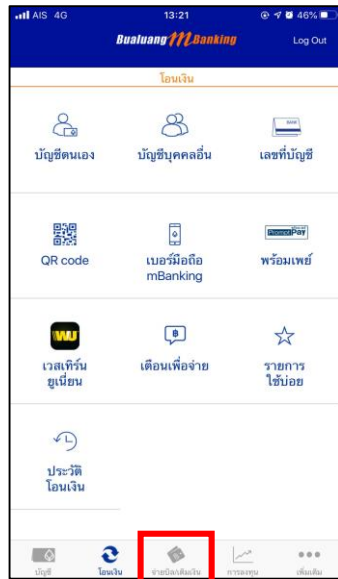 AIS 4G 13:21 46%
Bualuang mBanking Log Out
โอนเงิน
บัญชีตนเอง
บัญชีบุคคลอื่น
เลขที่บัญชี
QR code
เบอร์มือถือ
mBanking
PromptPay
พร้อมเพย์
WU
เวสเทิร์น
ยูเนี่ยน
เตือนเพื่อจ่าย
รายการ
ใช้บ่อย
ประวัติ
โอนเงิน
บัญชี โอนเงิน จ่ายบิล/เติมเงิน การลงทุน เพิ่มเติม